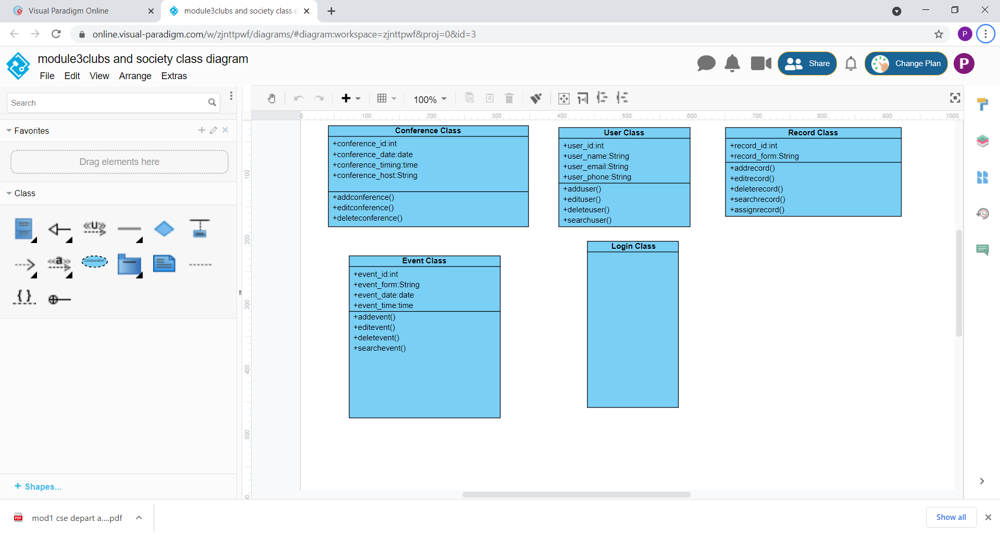 Visual Paradigm Online
module3clubs and society class d
online.visual-paradigm.com/w/zjnttpwf/diagrams/#diagram:workspace=zjnttpwf&proj=0&id=3
P
module3clubs and society class diagram
File Edit View Arrange Extras
Share
Change Plan
P
Search
100%
0 100 200 300 400 500 600 700 800 900 1000
Favorites
Drag elements here
Class
«U»
«a»
Collaboration
{ }
+ Shapes...
100
200
300
400
500
Conference Class
+conference_id:int
+conference_date:date
+conference_timing:time
+conference_host:String
+addconference()
+editconference()
+deleteconference()
User Class
+user_id:int
+user_name:String
+user_email:String
+user_phone:String
+adduser()
+edituser()
+deleteuser()
+searchuser()
Record Class
+record_id:int
+record_form:String
+addrecord()
+editrecord()
+deleterecord()
+searchrecord()
+assignrecord()
Event Class
+event_id:int
+event_form:String
+event_date:date
+event_time:time
+addevent()
+editevent()
+deletevent()
+searchevent()
Login Class
PDF
mod1 cse depart a....pdf
Show all